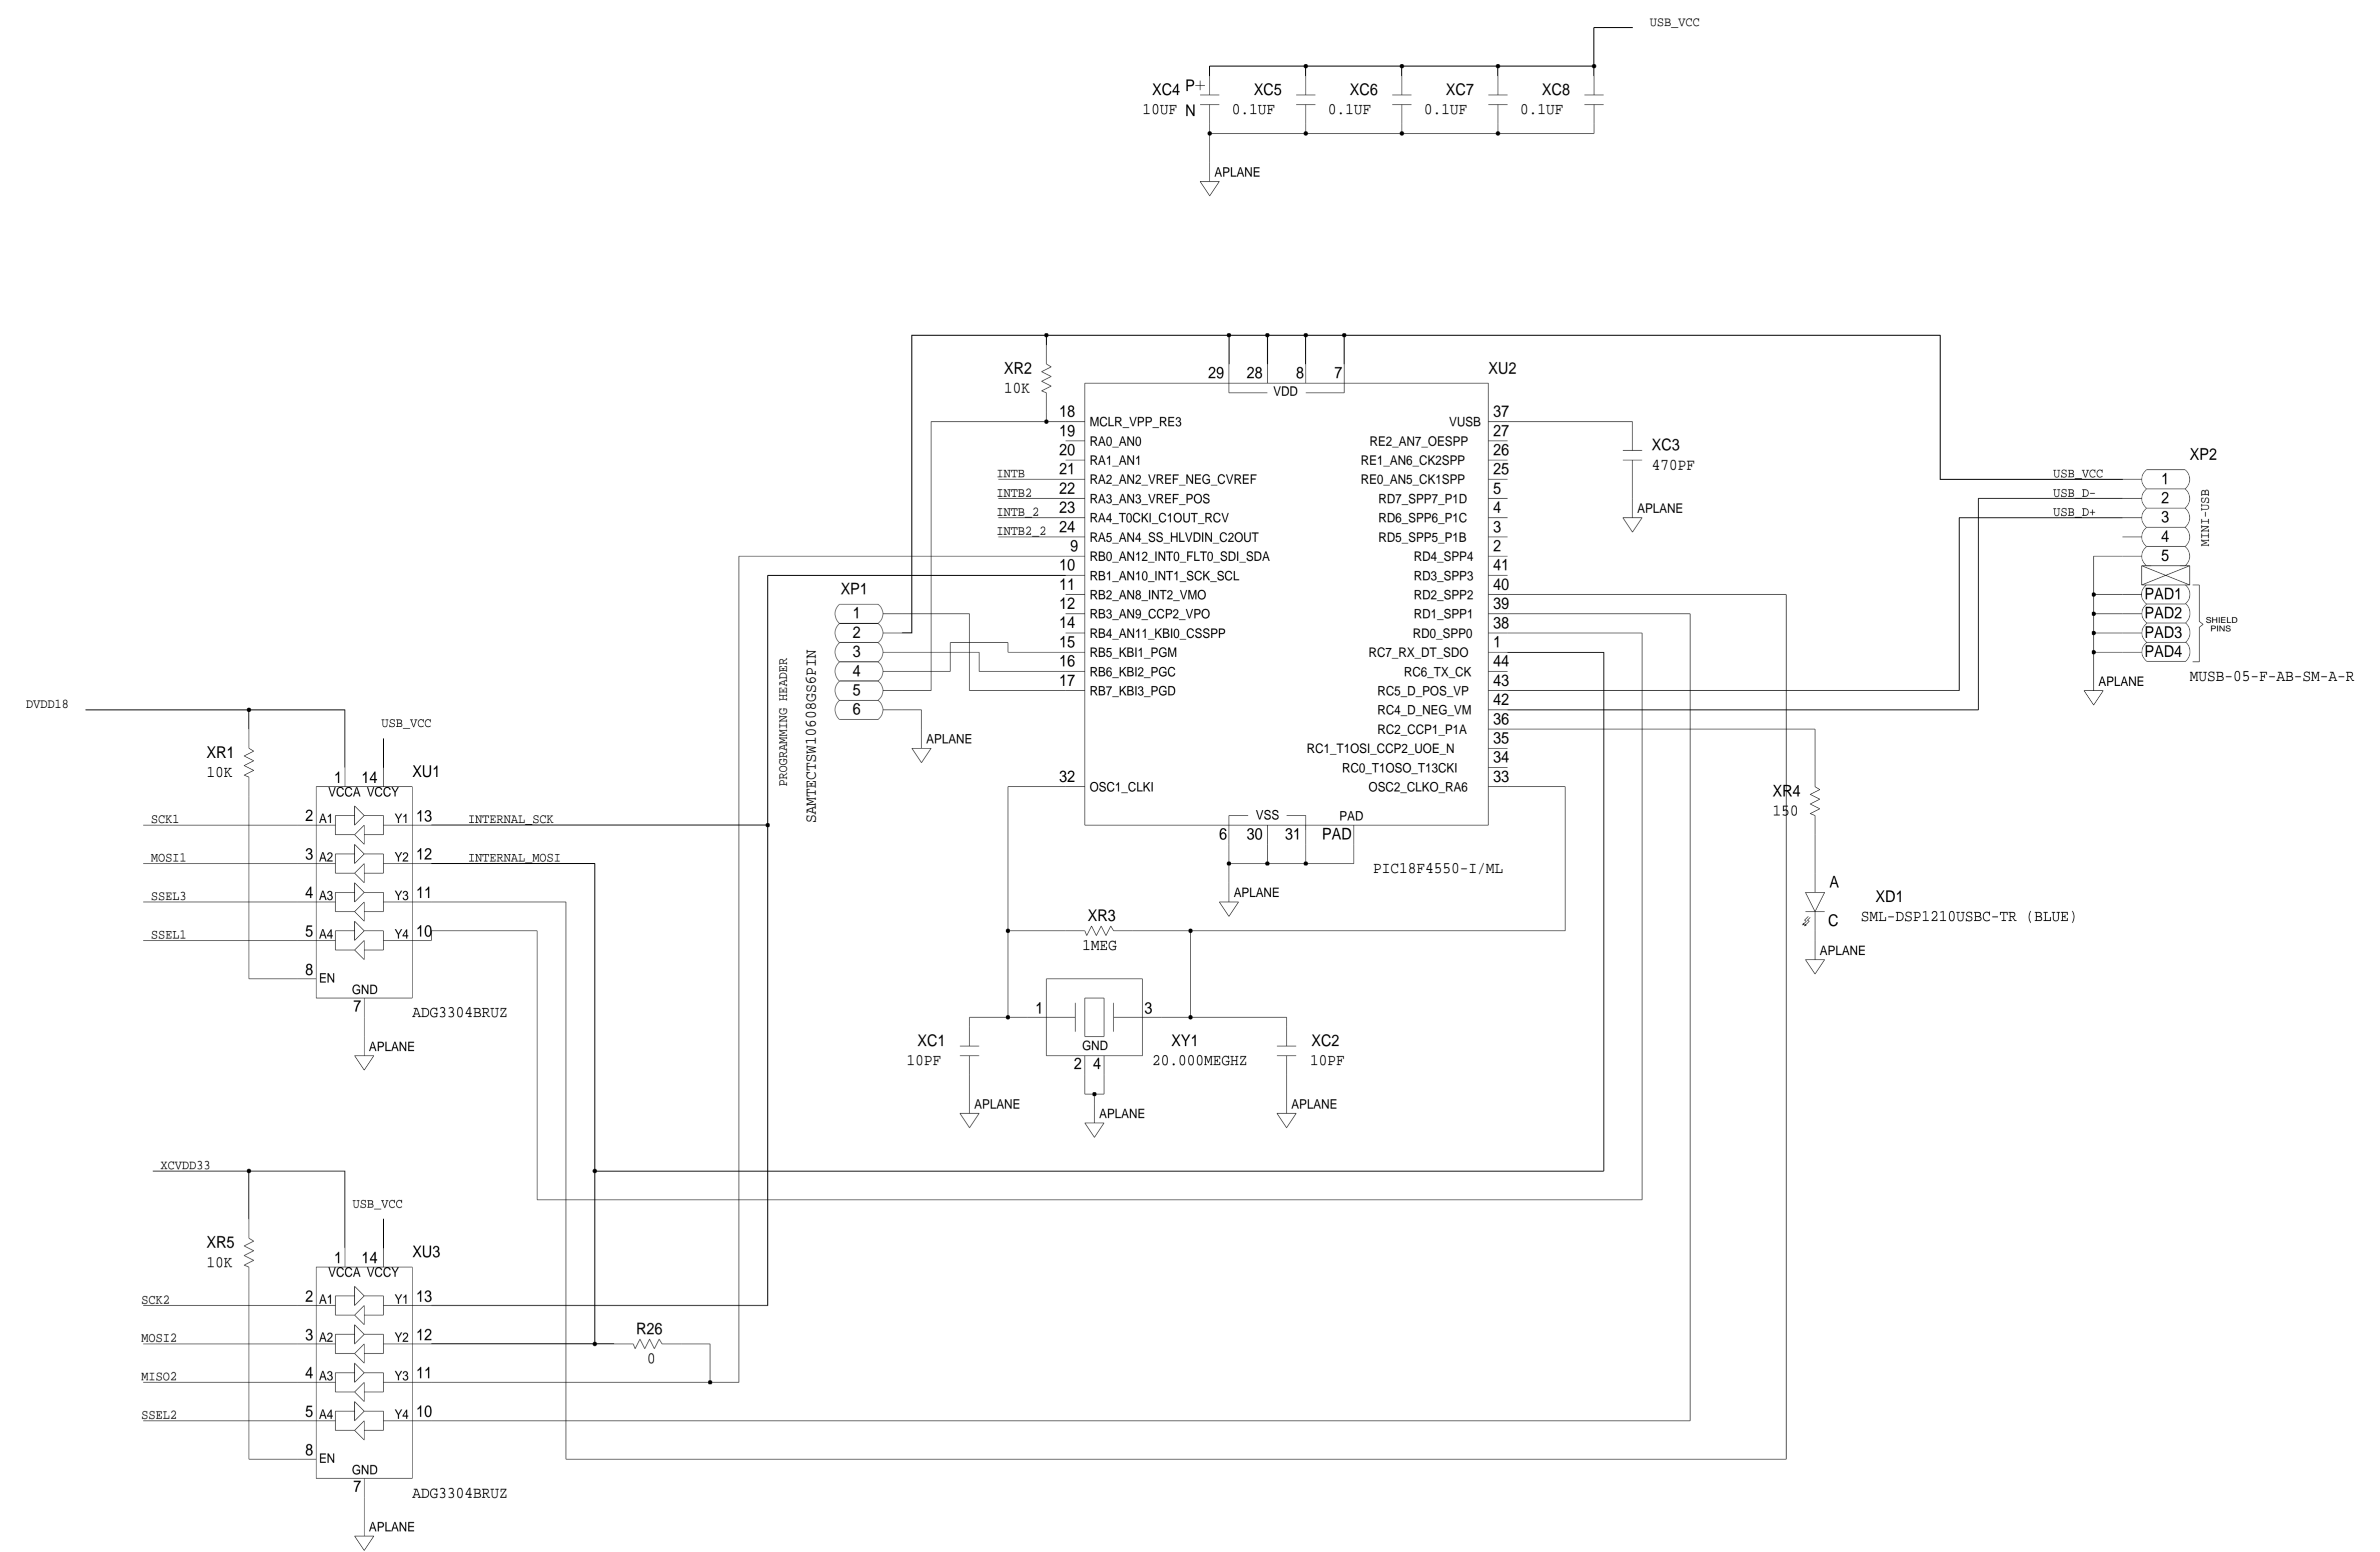 USB_VCC
XC4 P+ XC5 XC6 XC7 XC8
10UF N 0.1UF 0.1UF 0.1UF 0.1UF
APLANE
XR2
10K
29 28 8 7
VDD
XU2
18 MCLR_VPP_RE3
19 RA0_AN0
20 RA1_AN1
INTB 21 RA2_AN2_VREF_NEG_CVREF
INTB2 22 RA3_AN3_VREF_POS
INTB_2 23 RA4_T0CKI_C1OUT_RCV
INTB2_2 24 RA5_AN4_SS_HLVDIN_C2OUT
9 RB0_AN12_INT0_FLT0_SDI_SDA
10 RB1_AN10_INT1_SCK_SCL
11 RB2_AN8_INT2_VMO
12 RB3_AN9_CCP2_VPO
14 RB4_AN11_KBI0_CSSPP
15 RB5_KBI1_PGM
16 RB6_KBI2_PGC
17 RB7_KBI3_PGD
32 OSC1_CLKI
VUSB 37
RE2_AN7_OESPP 27
RE1_AN6_CK2SPP 26
RE0_AN5_CK1SPP 25
RD7_SPP7_P1D 5
RD6_SPP6_P1C 4
RD5_SPP5_P1B 3
RD4_SPP4 2
RD3_SPP3 41
RD2_SPP2 40
RD1_SPP1 39
RD0_SPP0 38
RC7_RX_DT_SDO 1
RC6_TX_CK 44
RC5_D_POS_VP 43
RC4_D_NEG_VM 42
RC2_CCP1_P1A 36
RC1_T1OSI_CCP2_UOE_N 35
RC0_T1OSO_T13CKI 34
OSC2_CLKO_RA6 33
VSS PAD
6 30 31 PAD
PIC18F4550-I/ML
APLANE
XC3
470PF
APLANE
XP2
USB_VCC 1
USB_D- 2
USB_D+ 3
4
5
MINI-USB
PAD1
PAD2
PAD3
PAD4
SHIELD
PINS
MUSB-05-F-AB-SM-A-R
APLANE
XP1
1
2
3
4
5
6
APLANE
PROGRAMMING HEADER
SAMTECTSW10608GS6PIN
XR4
150
A
C
XD1
SML-DSP1210USBC-TR (BLUE)
APLANE
DVDD18
XR1
10K
USB_VCC
1 14
VCCA VCCY
XU1
SCK1 2 A1 Y1 13 INTERNAL_SCK
MOSI1 3 A2 Y2 12 INTERNAL_MOSI
SSEL3 4 A3 Y3 11
SSEL1 5 A4 Y4 10
8 EN
GND
7
ADG3304BRUZ
APLANE
XR3
1MEG
1 3
GND
2 4
XY1
20.000MEGHZ
XC1
10PF
XC2
10PF
APLANE
APLANE
APLANE
XCVDD33
XR5
10K
USB_VCC
1 14
VCCA VCCY
XU3
SCK2 2 A1 Y1 13
MOSI2 3 A2 Y2 12
R26
0
MISO2 4 A3 Y3 11
SSEL2 5 A4 Y4 10
8 EN
GND
7
ADG3304BRUZ
APLANE